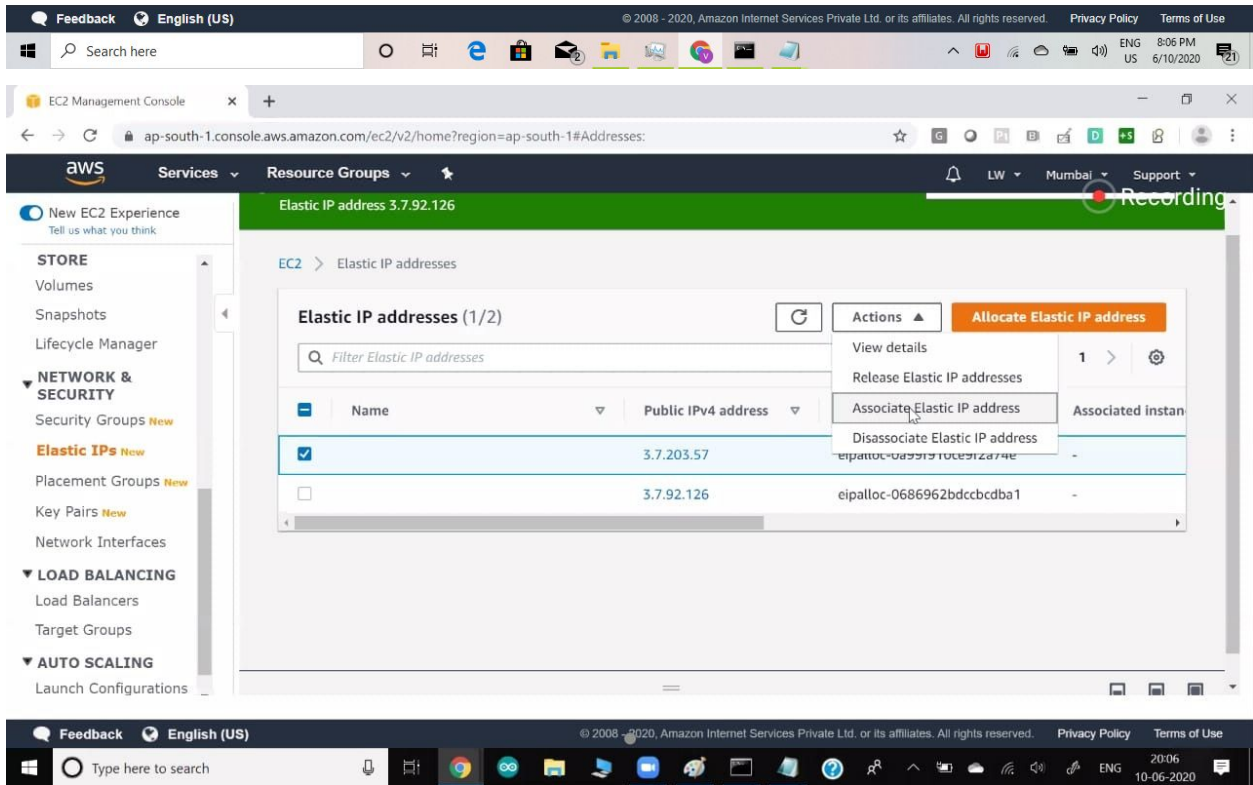 Feedback English (US) © 2008 - 2020, Amazon Internet Services Private Ltd. or its affiliates. All rights reserved. Privacy Policy Terms of Use
Search here 2 ENG 8:06 PM
US 6/10/2020 21
EC2 Management Console × +
ap-south-1.console.aws.amazon.com/ec2/v2/home?region=ap-south-1#Addresses:
aws Services Resource Groups LW Mumbai Support
Recording
New EC2 Experience
Tell us what you think
Elastic IP address 3.7.92.126
STORE
Volumes
Snapshots
Lifecycle Manager
NETWORK &
SECURITY
Security Groups New
Elastic IPs New
Placement Groups New
Key Pairs New
Network Interfaces
LOAD BALANCING
Load Balancers
Target Groups
AUTO SCALING
Launch Configurations
EC2 > Elastic IP addresses
Elastic IP addresses (1/2) Actions Allocate Elastic IP address
Filter Elastic IP addresses 1 >
View details
Release Elastic IP addresses
Associate Elastic IP address
Disassociate Elastic IP address
Name Public IPv4 address Associated instan
3.7.203.57 -
3.7.92.126 eipalloc-0686962bdccbcdba1 -
Feedback English (US) © 2008 - 2020, Amazon Internet Services Private Ltd. or its affiliates. All rights reserved. Privacy Policy Terms of Use
Type here to search ENG 20:06
10-06-2020